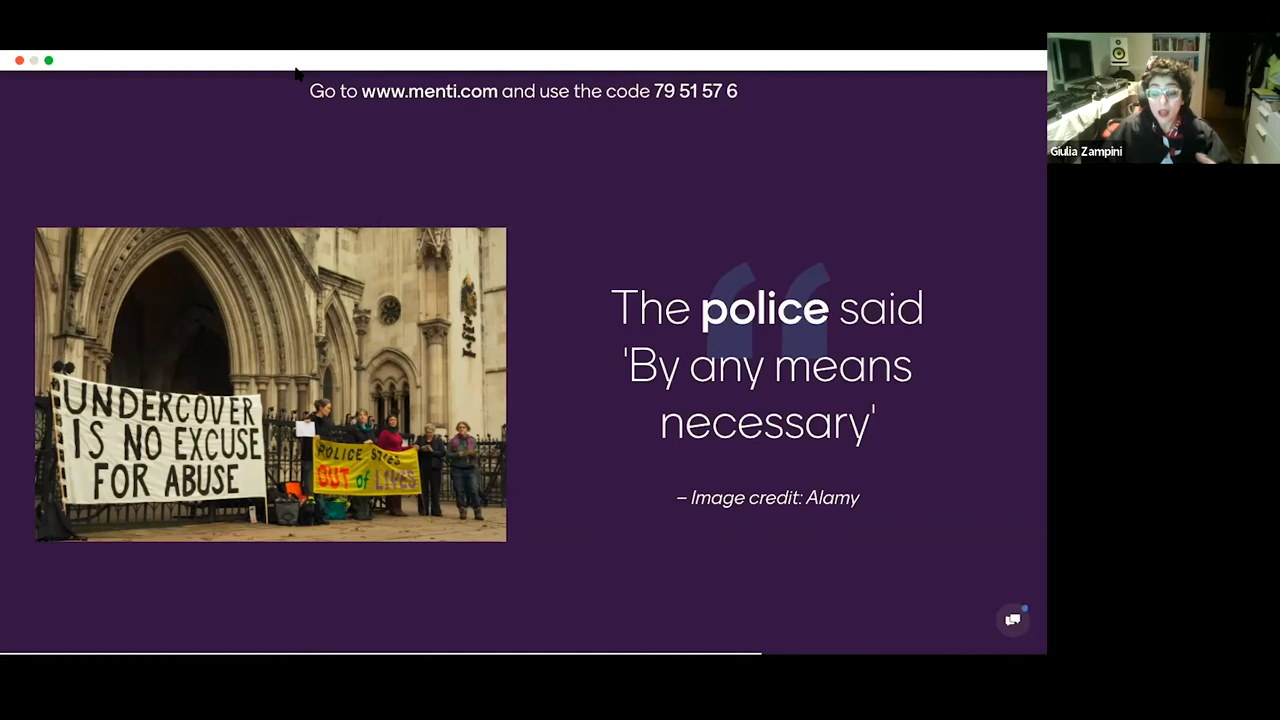 Go to www.menti.com and use the code 79 51 57 6
Giulia Zampini
UNDERCOVER
IS NO EXCUSE
FOR ABUSE
POLICE SPIES
OUT of LIVES
The police said
'By any means
necessary'
– Image credit: Alamy